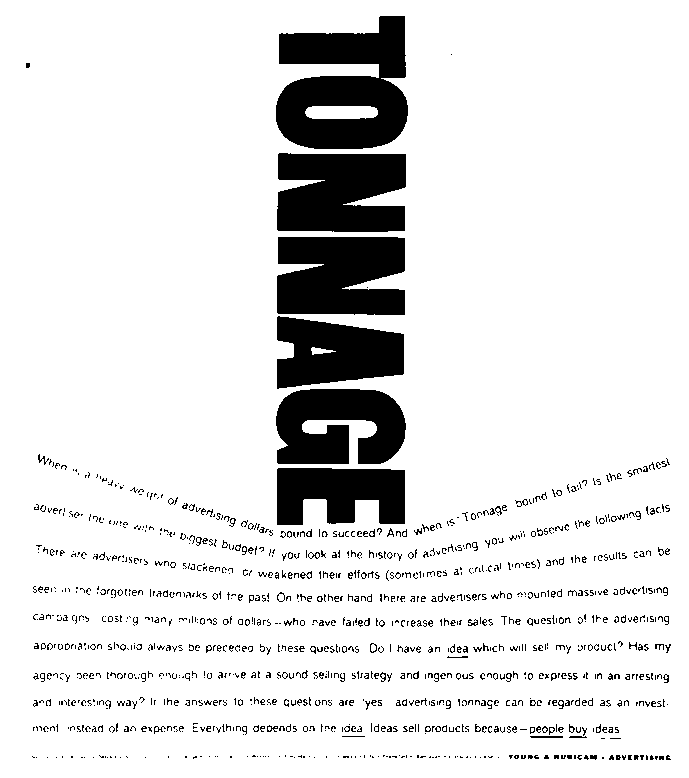 TONNAGE
When is a heavy weight of advertising dollars bound to succeed? And when is "Tonnage" bound to fail? Is the smartest
advertiser the one with the biggest budget? If you look at the history of advertising you will observe the following facts
There are advertisers who slackened or weakened their efforts (sometimes at critical times) and the results can be
seen in the forgotten trademarks of the past. On the other hand there are advertisers who mounted massive advertising
campaigns costing many millions of dollars—who have failed to increase their sales. The question of the advertising
appropriation should always be preceded by these questions. Do I have an idea which will sell my product? Has my
agency been thorough enough to arrive at a sound selling strategy and ingenious enough to express it in an arresting
and interesting way? If the answers to these questions are 'yes' advertising tonnage can be regarded as an invest-
ment instead of an expense. Everything depends on the idea. Ideas sell products because—people buy ideas
YOUNG & RUBICAM • ADVERTISING